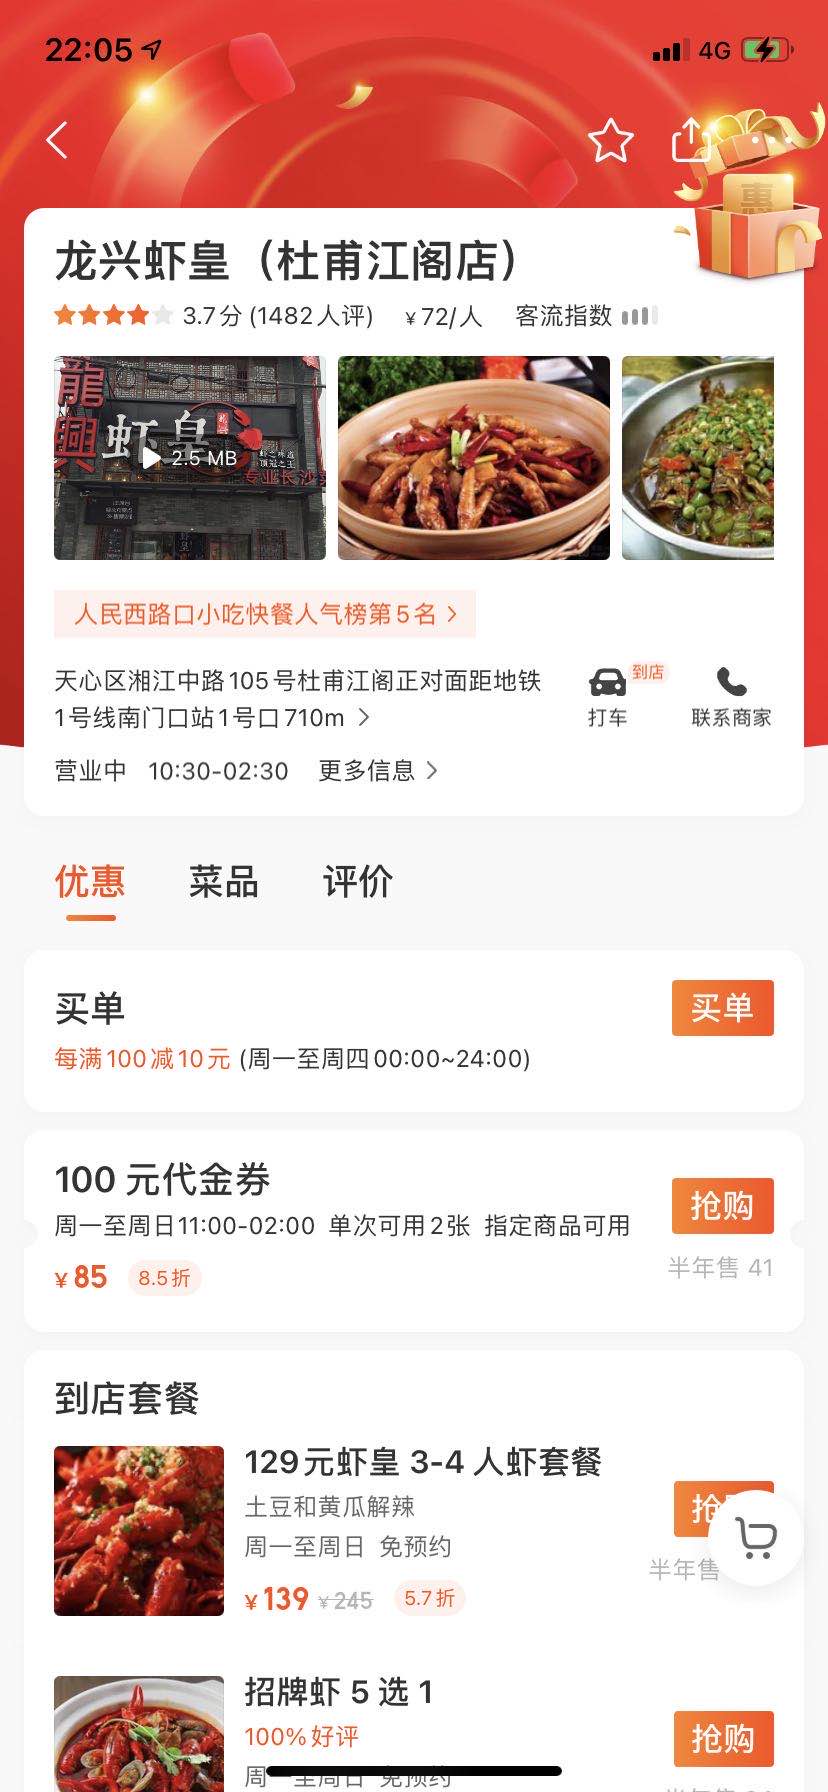 22:05
4G
惠
龙兴虾皇（杜甫江阁店）
3.7分 (1482人评) ¥72/人 客流指数
龍興
虾皇
2.5 MB
人民西路口小吃快餐人气榜第5名
天心区湘江中路105号杜甫江阁正对面距地铁
1号线南门口站1号口710m
到店
打车
联系商家
营业中 10:30-02:30 更多信息
优惠 菜品 评价
买单
买单
每满100减10元 (周一至周四00:00~24:00)
100 元代金券
抢购
周一至周日11:00-02:00 单次可用2张 指定商品可用
¥85 8.5折
半年售 41
到店套餐
129元虾皇 3-4 人虾套餐
土豆和黄瓜解辣
抢
周一至周日 免预约
半年售
¥139 ¥245 5.7折
招牌虾 5 选 1
100%好评
抢购
周一至周日 免预约